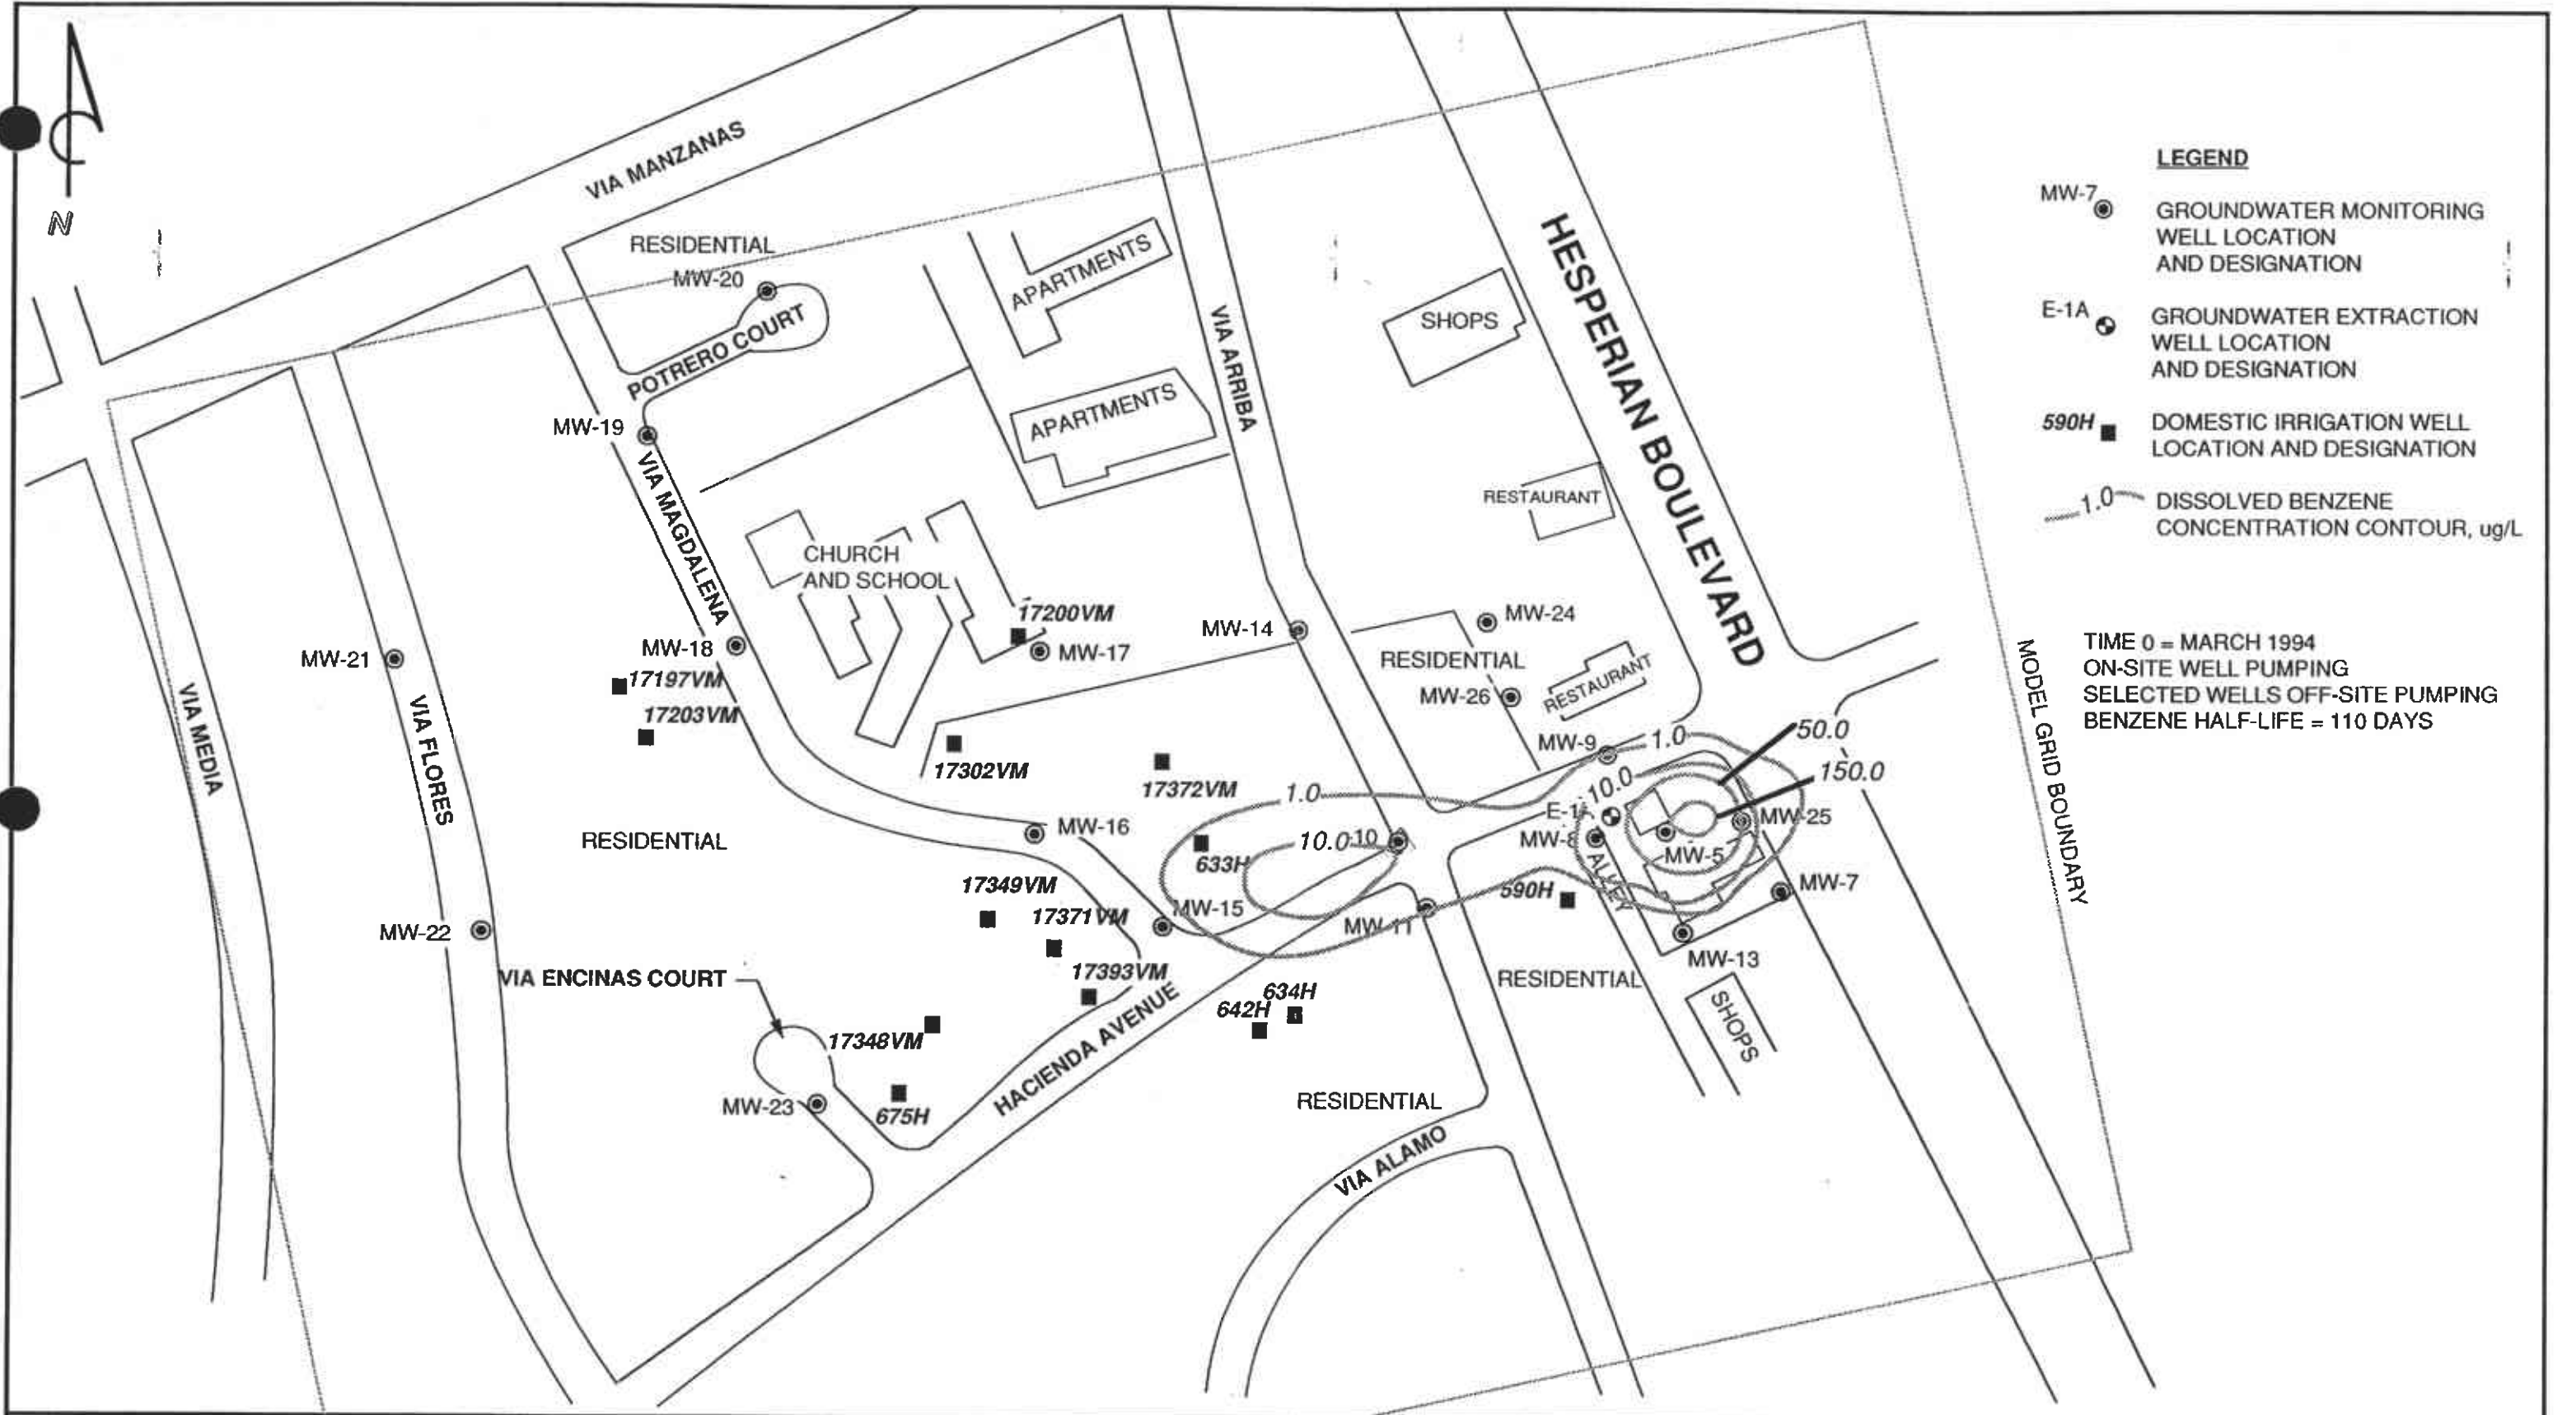 N
VIA MANZANAS
RESIDENTIAL
MW-20
POTRERO COURT
APARTMENTS
APARTMENTS
VIA ARRIBA
SHOPS
HESPERIAN BOULEVARD
RESTAURANT
MW-19
VIA MAGDALENA
CHURCH
AND SCHOOL
17200VM
MW-17
MW-14
MW-24
RESIDENTIAL
MW-26
RESTAURANT
MW-18
MW-21
17197VM
17203VM
VIA MEDIA
VIA FLORES
17302VM
17372VM
MW-9
1.0
50.0
150.0
10.0
1.0
MW-25
MW-5
ALLEY
MW-7
MW-13
SHOPS
RESIDENTIAL
MW-16
10.0
10
633H
17349VM
17371VM
MW-15
MW-11
590H
RESIDENTIAL
MW-22
VIA ENCINAS COURT
17393VM
634H
642H
17348VM
HACIENDA AVENUE
MW-23
675H
RESIDENTIAL
VIA ALAMO
MODEL GRID BOUNDARY
LEGEND
MW-7
GROUNDWATER MONITORING
WELL LOCATION
AND DESIGNATION
E-1A
GROUNDWATER EXTRACTION
WELL LOCATION
AND DESIGNATION
590H
DOMESTIC IRRIGATION WELL
LOCATION AND DESIGNATION
1.0
DISSOLVED BENZENE
CONCENTRATION CONTOUR, ug/L
TIME 0 = MARCH 1994
ON-SITE WELL PUMPING
SELECTED WELLS OFF-SITE PUMPING
BENZENE HALF-LIFE = 110 DAYS